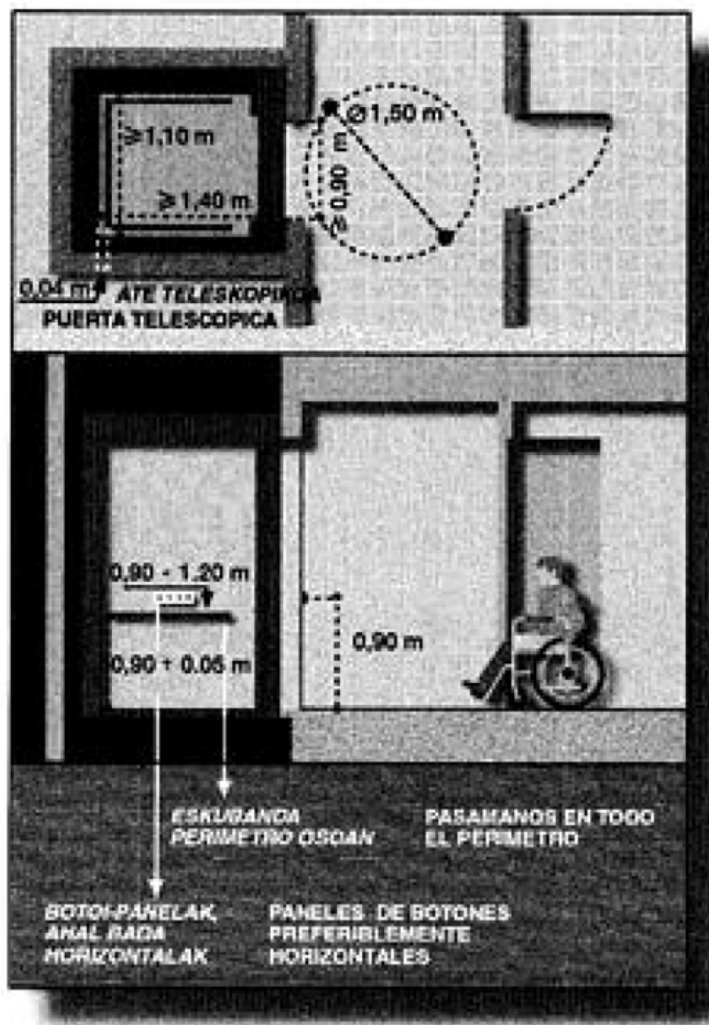 ≥1,10 m
Ø1,50 m
≥1,40 m
≥0,90 m
0,04 m
ATE TELESKOPIKOA
PUERTA TELESCOPICA
0,90 - 1.20 m
0,90 + 0.05 m
0,90 m
ESKUBANDA
PERIMETRO OSOAN
PASAMANOS EN TODO
EL PERIMETRO
BOTOI-PANELAK,
AHAL BADA
HORIZONTALAK
PANELES DE BOTONES
PREFERIBLEMENTE
HORIZONTALES